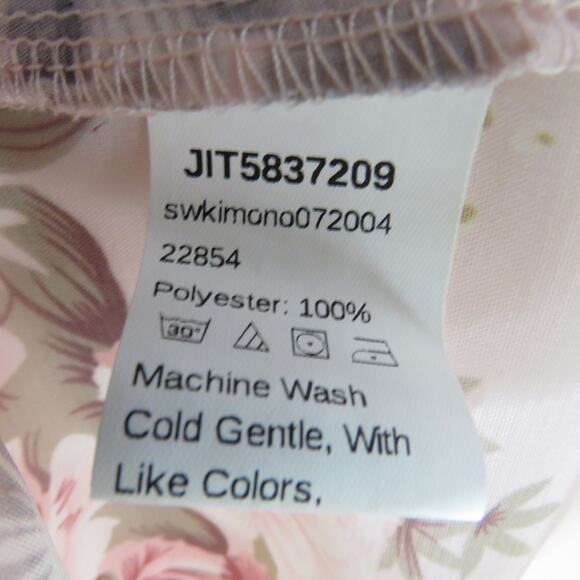 JIT5837209
swkimono072004
22854
Polyester: 100%
30°
Machine Wash
Cold Gentle, With
Like Colors,